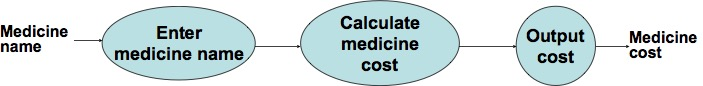 Medicine
name
Enter
medicine name
Calculate
medicine
cost
Output
cost
Medicine
cost